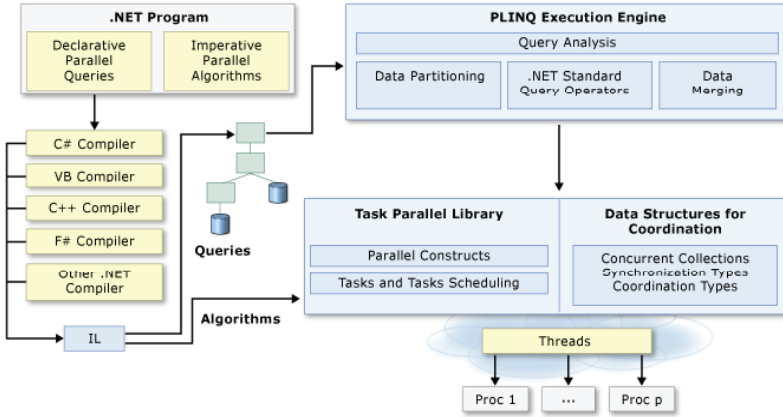 .NET Program
Declarative
Parallel
Queries
Imperative
Parallel
Algorithms
C# Compiler
VB Compiler
C++ Compiler
F# Compiler
Other .NET
Compiler
IL
Queries
Algorithms
PLINQ Execution Engine
Query Analysis
Data Partitioning
.NET Standard
Query Operators
Data
Merging
Task Parallel Library
Parallel Constructs
Tasks and Tasks Scheduling
Data Structures for
Coordination
Concurrent Collections
Synchronization Types
Coordination Types
Threads
Proc 1
...
Proc p